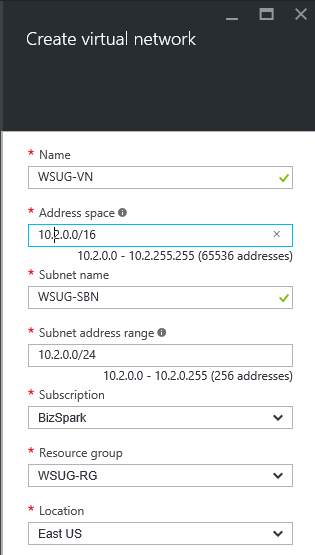 Create virtual network
* Name
WSUG-VN
* Address space
10.2.0.0/16
10.2.0.0 - 10.2.255.255 (65536 addresses)
* Subnet name
WSUG-SBN
* Subnet address range
10.2.0.0/24
10.2.0.0 - 10.2.0.255 (256 addresses)
* Subscription
BizSpark
* Resource group
WSUG-RG
* Location
East US